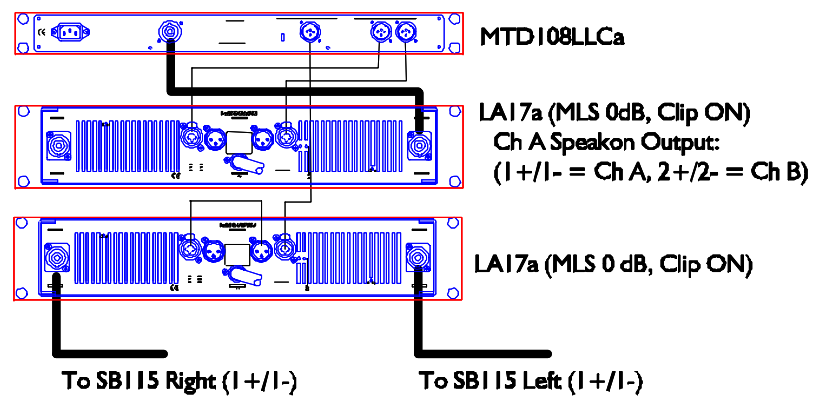 MTD108LLCa
LA17a (MLS 0dB, Clip ON)
Ch A Speakon Output:
(1+/1- = Ch A, 2+/2- = Ch B)
LA17a (MLS 0 dB, Clip ON)
To SB115 Right (1+/1-)
To SB115 Left (1+/1-)